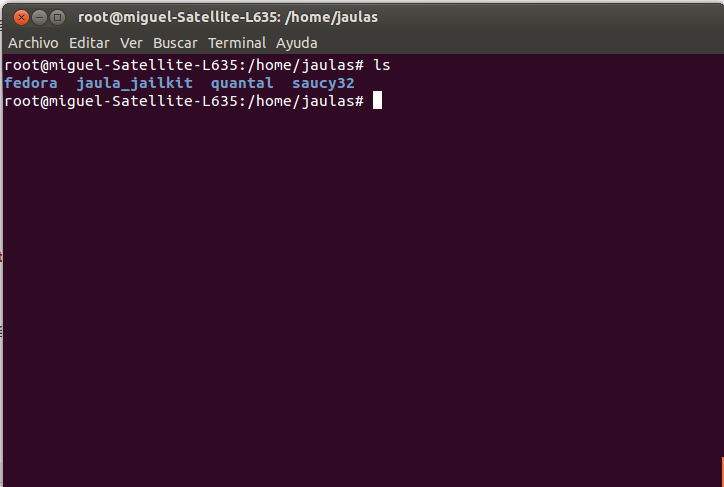 root@miguel-Satellite-L635: /home/jaulas
Archivo Editar Ver Buscar Terminal Ayuda
root@miguel-Satellite-L635:/home/jaulas# ls
fedora jaula_jailkit quantal saucy32
root@miguel-Satellite-L635:/home/jaulas#